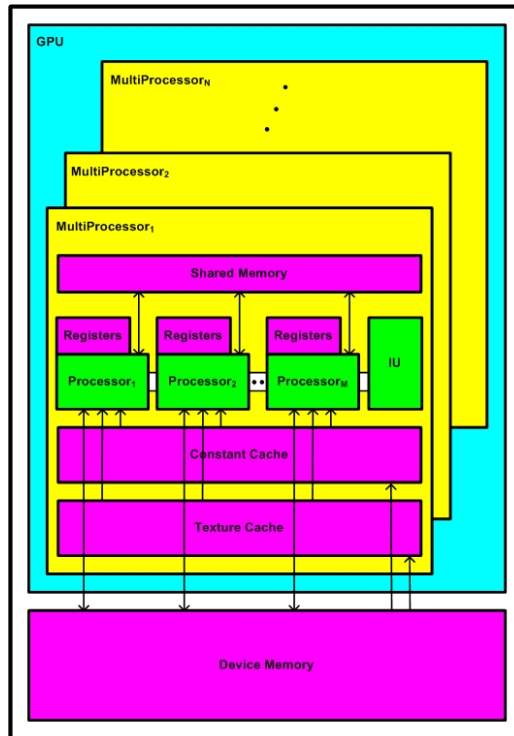 GPU
MultiProcessorN
MultiProcessor2
MultiProcessor1
Shared Memory
Registers Registers Registers
Processor1 Processor2 ProcessorM IU
Constant Cache
Texture Cache
Device Memory